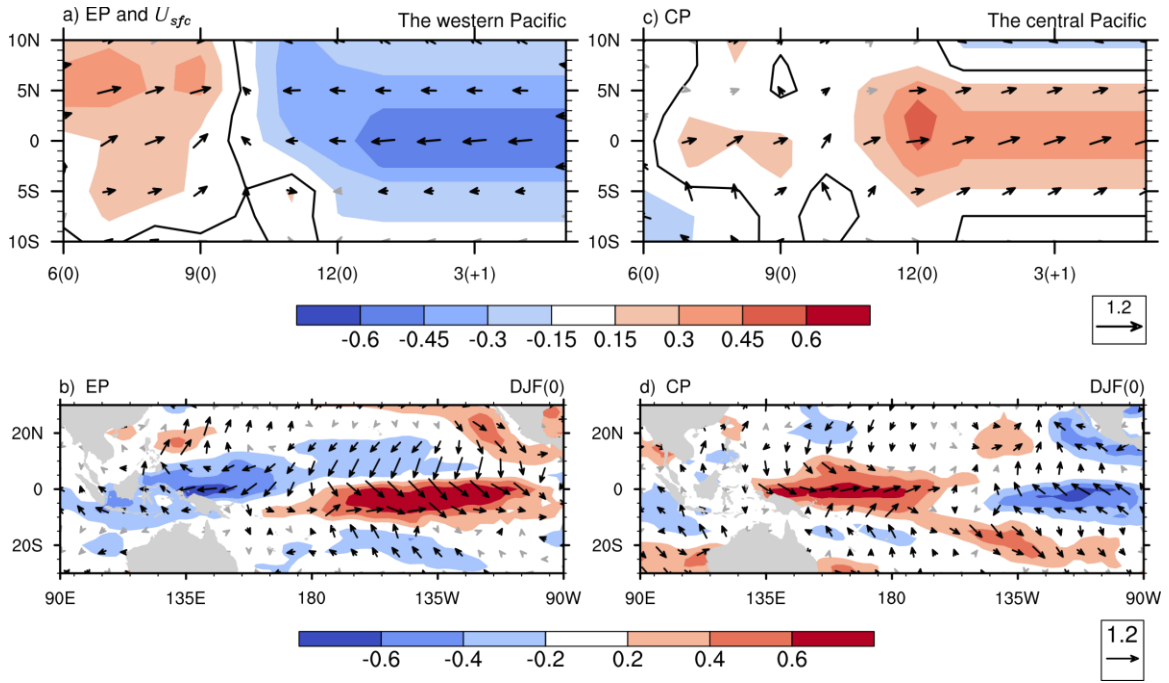 a) EP and U_sfc The western Pacific
c) CP The central Pacific
10N
5N
0
5S
10S
6(0) 9(0) 12(0) 3(+1)
10N
5N
0
5S
10S
6(0) 9(0) 12(0) 3(+1)
-0.6 -0.45 -0.3 -0.15 0.15 0.3 0.45 0.6
1.2
b) EP DJF(0)
d) CP DJF(0)
20N
0
20S
90E 135E 180 135W 90W
20N
0
20S
90E 135E 180 135W 90W
-0.6 -0.4 -0.2 0.2 0.4 0.6
1.2